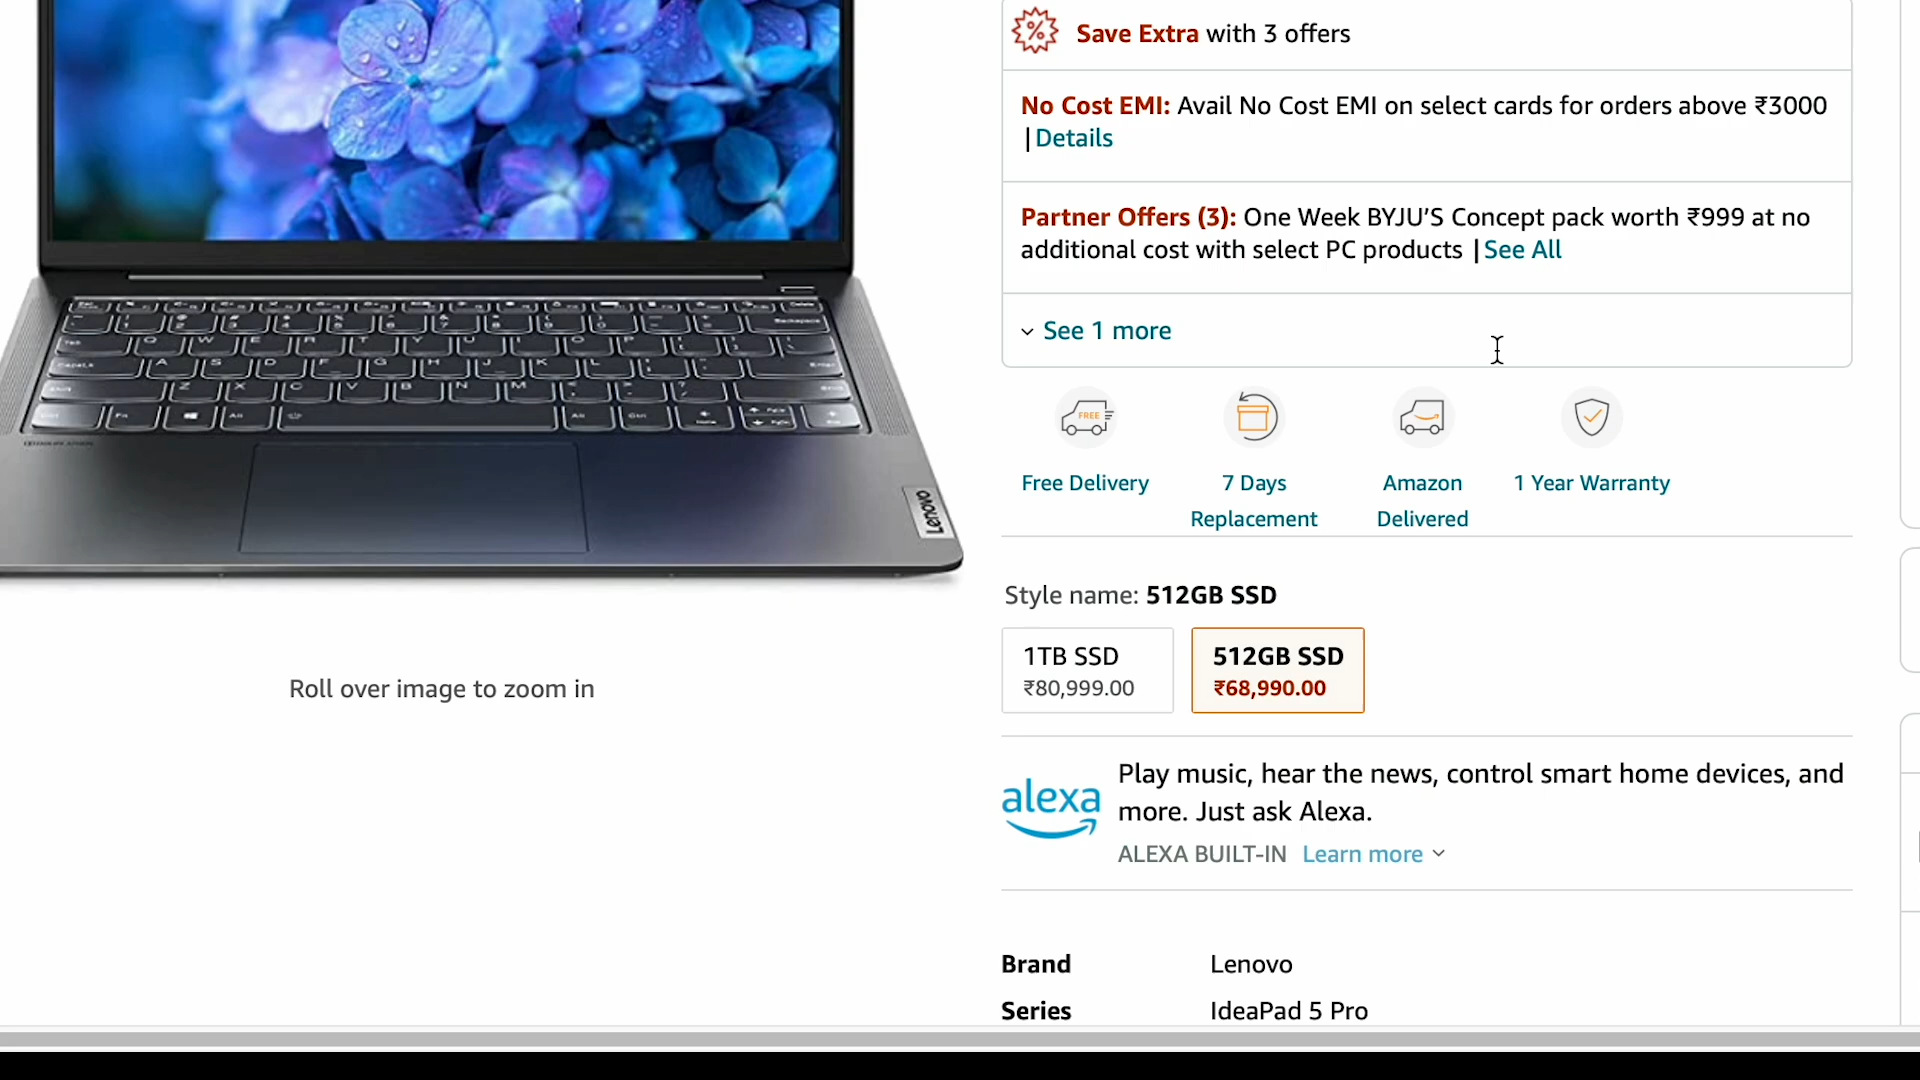 Save Extra with 3 offers
No Cost EMI: Avail No Cost EMI on select cards for orders above ₹3000
|Details
Partner Offers (3): One Week BYJU'S Concept pack worth ₹999 at no
additional cost with select PC products |See All
See 1 more
FREE
Free Delivery
7 Days
Replacement
Amazon
Delivered
1 Year Warranty
Lenovo
Roll over image to zoom in
Style name: 512GB SSD
1TB SSD
₹80,999.00
512GB SSD
₹68,990.00
alexa
Play music, hear the news, control smart home devices, and
more. Just ask Alexa.
ALEXA BUILT-IN Learn more
Brand Lenovo
Series IdeaPad 5 Pro